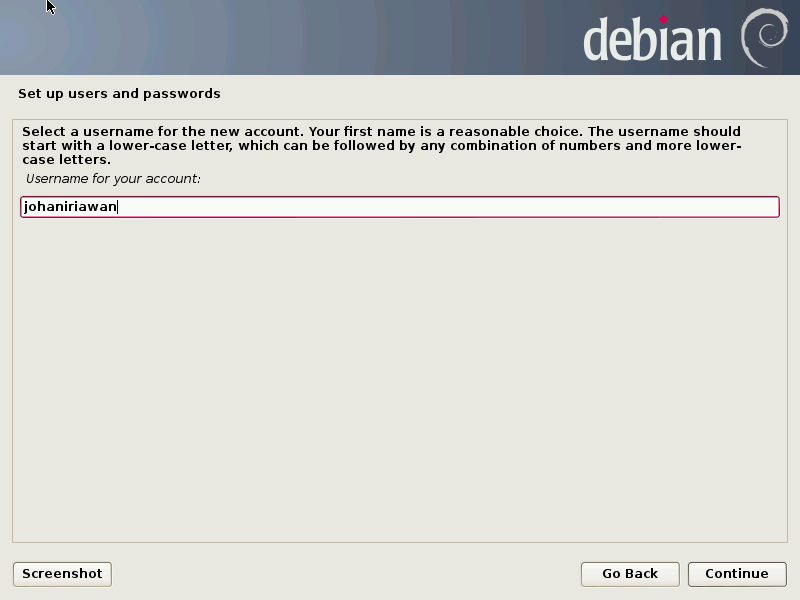 debian
Set up users and passwords
Select a username for the new account. Your first name is a reasonable choice. The username should
start with a lower-case letter, which can be followed by any combination of numbers and more lower-
case letters.
Username for your account:
johaniriawan
Screenshot
Go Back
Continue